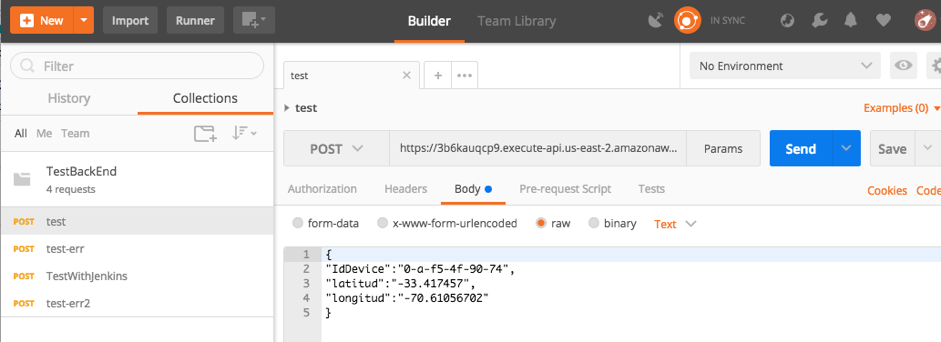 New Import Runner Builder Team Library IN SYNC
Filter
History Collections
All Me Team
TestBackEnd
4 requests
POST test
POST test-err
POST TestWithJenkins
POST test-err2
test No Environment
test Examples (0)
POST https://3b6kauqcp9.execute-api.us-east-2.amazonaw... Params Send Save
Authorization Headers Body Pre-request Script Tests Cookies Code
form-data x-www-form-urlencoded raw binary Text
1 {
2 "IdDevice":"0-a-f5-4f-90-74",
3 "latitud":"-33.417457",
4 "longitud":"-70.61056702"
5 }